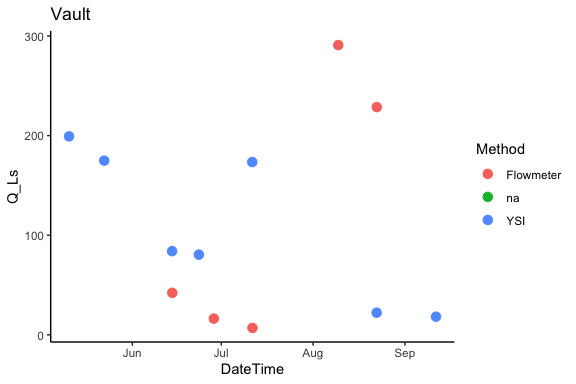 Vault
300
200
100
0
Q_Ls
Jun Jul Aug Sep
DateTime
Method
Flowmeter
na
YSI